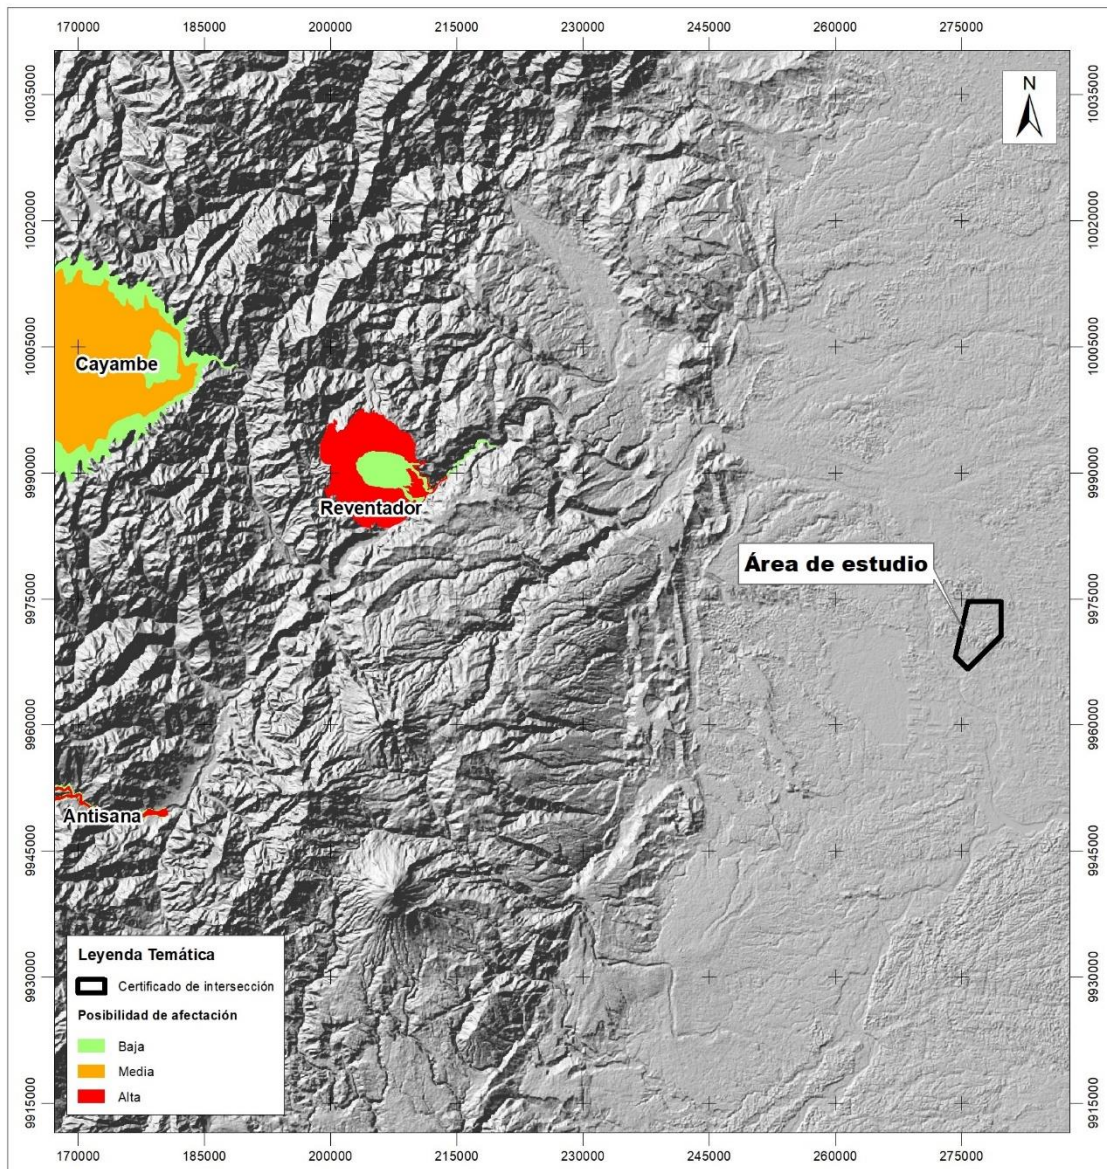 170000 185000 200000 215000 230000 245000 260000 275000
10035000 10035000
N
10020000 10020000
10005000 10005000
Cayambe
9990000 9990000
Reventador
Área de estudio
9975000 9975000
9960000 9960000
Antisana
9945000 9945000
Leyenda Temática
Certificado de intersección
9930000 9930000
Posibilidad de afectación
Baja
Media
Alta
9915000 9915000
170000 185000 200000 215000 230000 245000 260000 275000